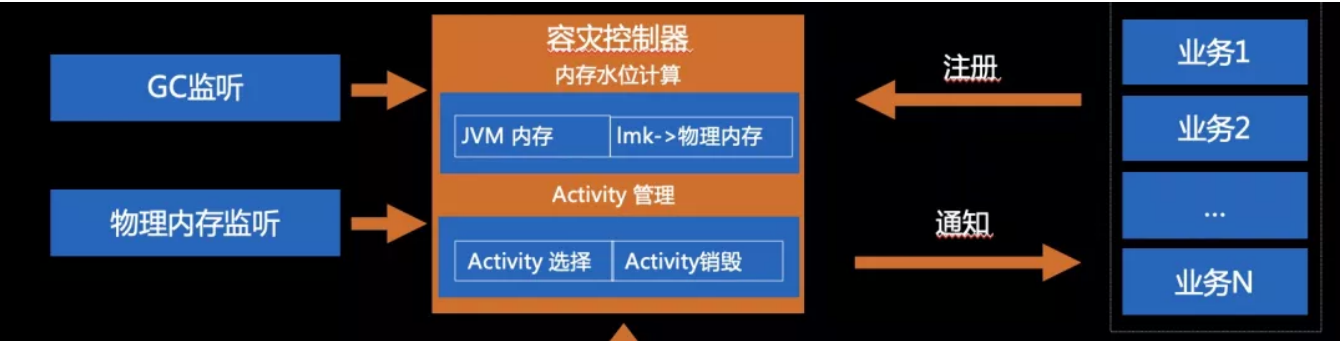 GC监听
物理内存监听
容灾控制器
内存水位计算
JVM 内存
lmk->物理内存
Activity 管理
Activity 选择
Activity销毁
注册
通知
业务1
业务2
...
业务N